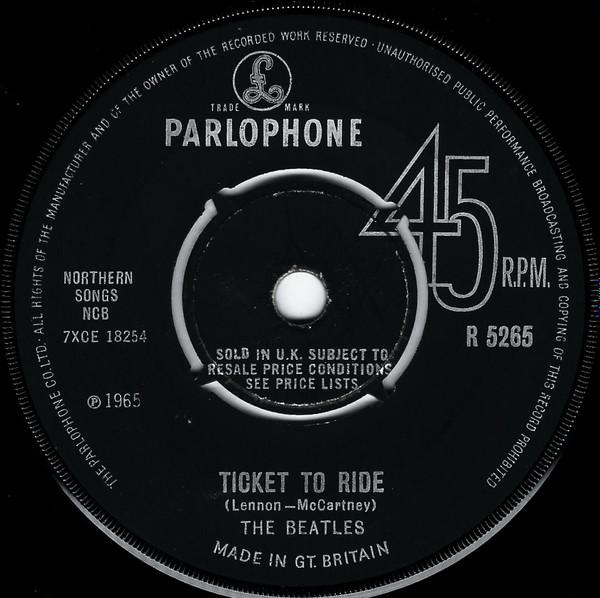 THE PARLOPHONE CO. LTD. · ALL RIGHTS OF THE MANUFACTURER AND OF THE OWNER OF THE RECORDED WORK RESERVED · UNAUTHORISED PUBLIC PERFORMANCE BROADCASTING AND COPYING OF THIS RECORD PROHIBITED
£
TRADE MARK
PARLOPHONE
45
R.P.M.
R 5265
NORTHERN
SONGS
NCB
7XCE 18254
℗ 1965
SOLD IN U.K. SUBJECT TO
RESALE PRICE CONDITIONS
SEE PRICE LISTS
TICKET TO RIDE
(Lennon–McCartney)
THE BEATLES
MADE IN GT. BRITAIN